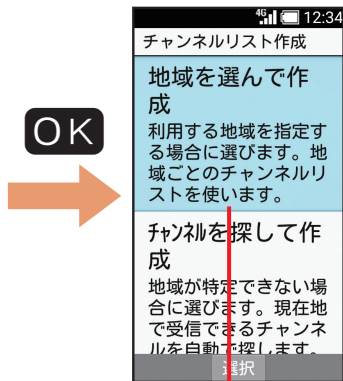 4G 12:34
チャンネルリスト作成
OK
地域を選んで作
成
利用する地域を指定す
る場合に選びます。地
域ごとのチャンネルリ
ストを使います。
ﾁｬﾝﾈﾙを探して作
成
地域が特定できない場
合に選びます。現在地
で受信できるチャンネ
ルを自動で探します。
選択